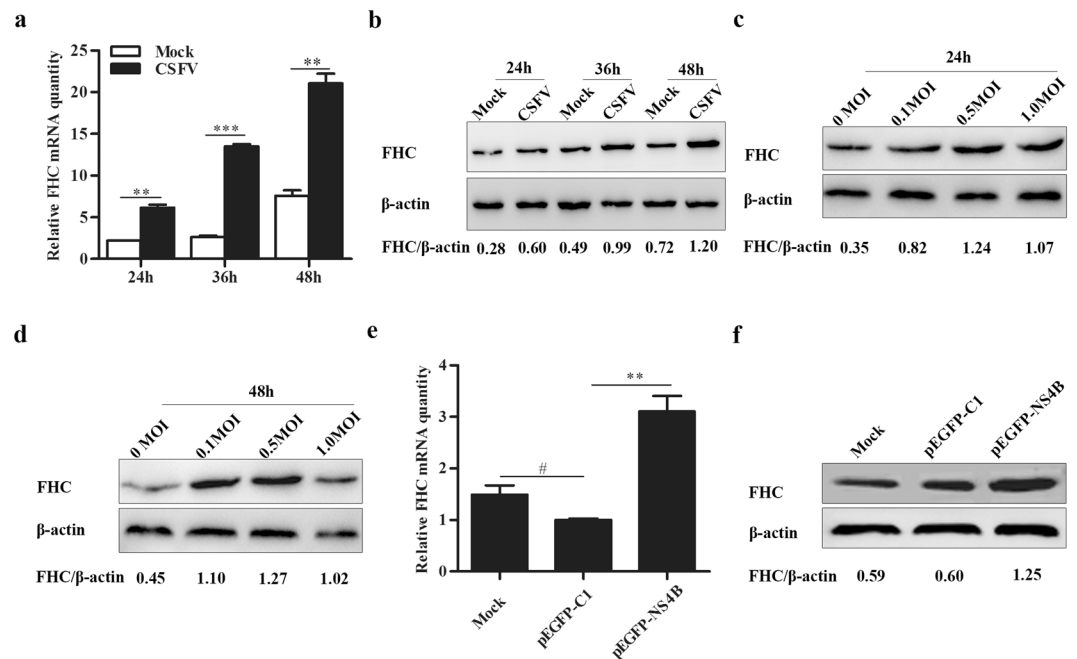 a
Relative FHC mRNA quantity
25
20
15
10
5
0
Mock
CSFV
**
***
**
24h
36h
48h
b
24h
36h
48h
Mock
CSFV
Mock
CSFV
Mock
CSFV
FHC
β-actin
FHC/β-actin 0.28 0.60 0.49 0.99 0.72 1.20
c
24h
0 MOI
0.1MOI
0.5MOI
1.0MOI
FHC
β-actin
FHC/β-actin 0.35 0.82 1.24 1.07
d
48h
0 MOI
0.1MOI
0.5MOI
1.0MOI
FHC
β-actin
FHC/β-actin 0.45 1.10 1.27 1.02
e
Relative FHC mRNA quantity
4
3
2
1
0
#
**
Mock
pEGFP-C1
pEGFP-NS4B
f
Mock
pEGFP-C1
pEGFP-NS4B
FHC
β-actin
FHC/β-actin 0.59 0.60 1.25